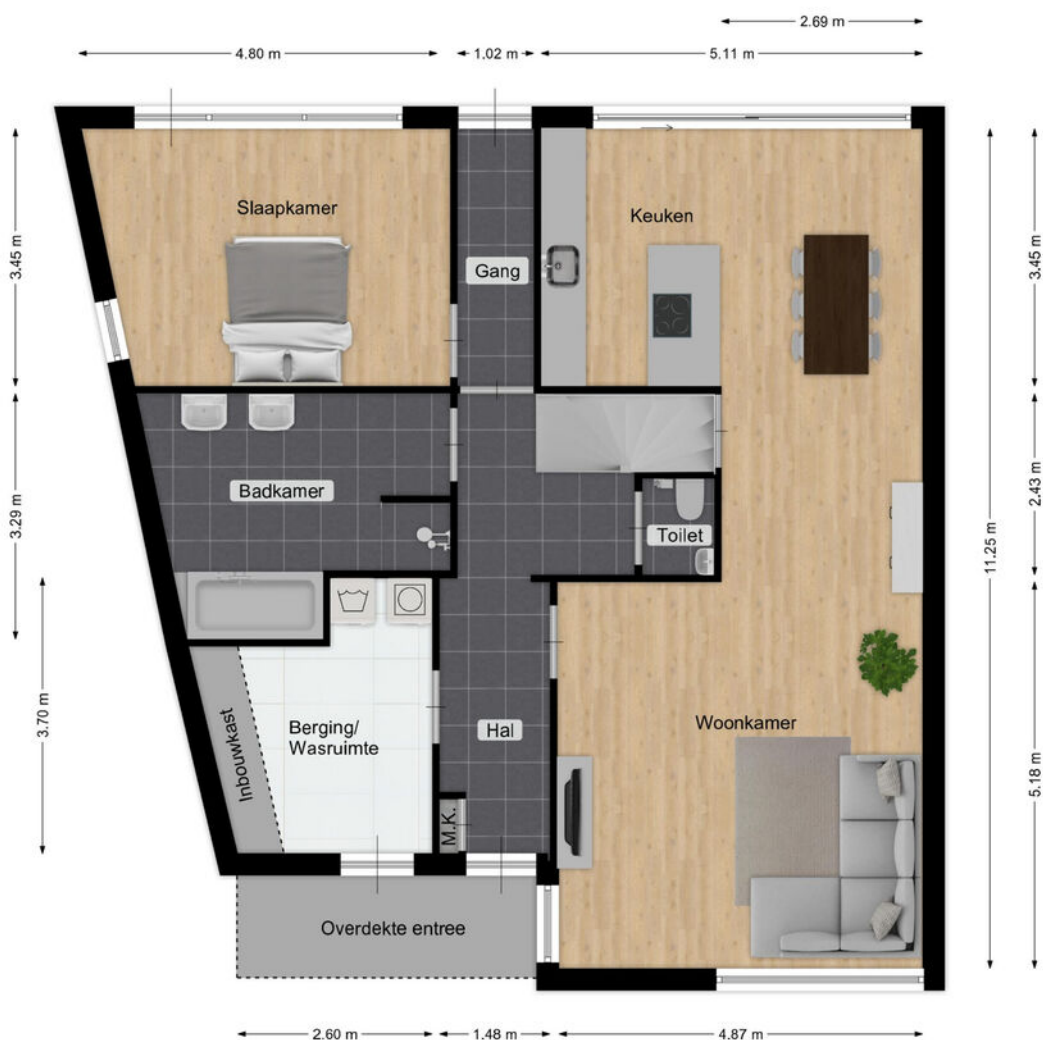 2.69 m
4.80 m
1.02 m
5.11 m
Slaapkamer
Keuken
Gang
3.45 m
3.45 m
Badkamer
Toilet
3.29 m
2.43 m
11.25 m
3.70 m
Inbouwkast
Berging/
Wasruimte
Hal
Woonkamer
5.18 m
M.K.
Overdekte entree
2.60 m
1.48 m
4.87 m